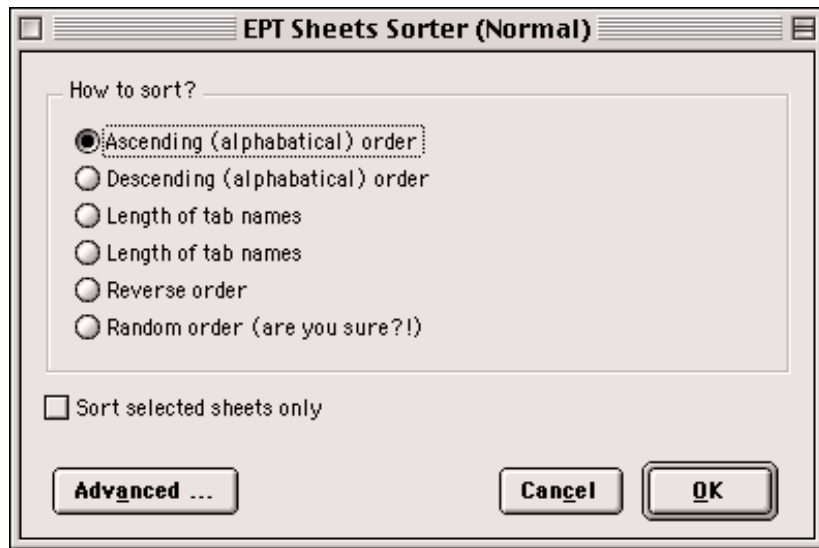 EPT Sheets Sorter (Normal)
How to sort?
Ascending (alphabatical) order
Descending (alphabatical) order
Length of tab names
Length of tab names
Reverse order
Random order (are you sure?!)
Sort selected sheets only
Advanced ...
Cancel
OK